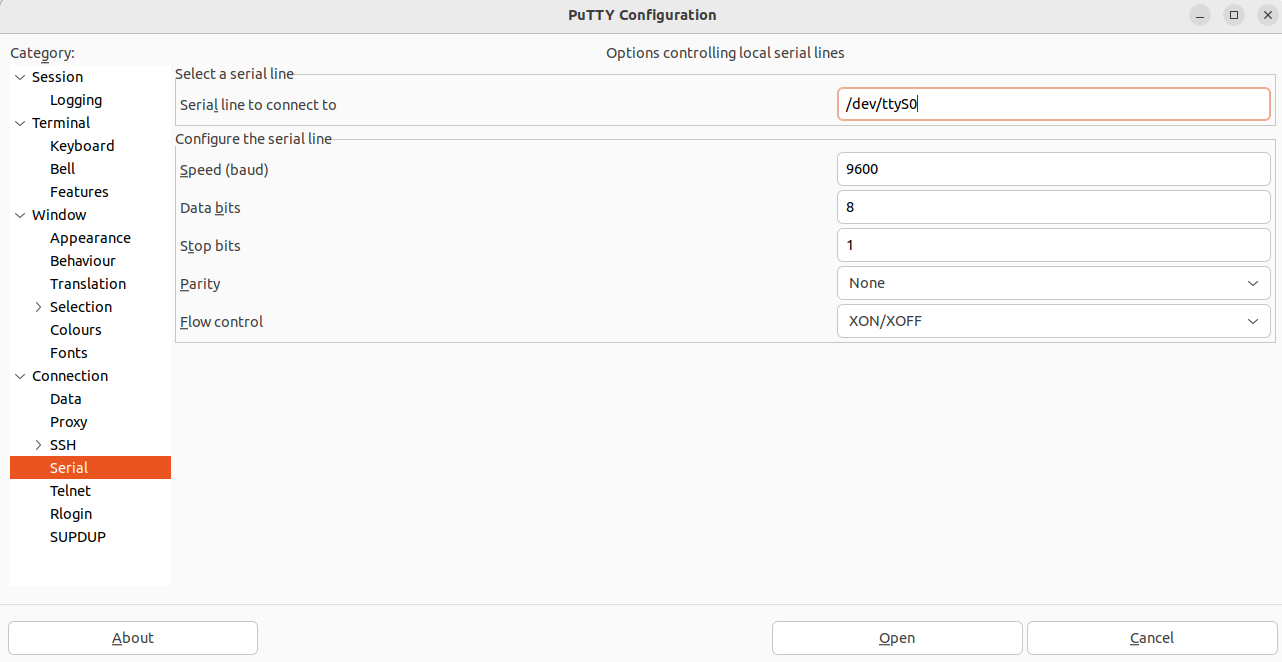 PuTTY Configuration
Category:
Session
Logging
Terminal
Keyboard
Bell
Features
Window
Appearance
Behaviour
Translation
Selection
Colours
Fonts
Connection
Data
Proxy
SSH
Serial
Telnet
Rlogin
SUPDUP
Options controlling local serial lines
Select a serial line
Serial line to connect to /dev/ttyS0
Configure the serial line
Speed (baud) 9600
Data bits 8
Stop bits 1
Parity None
Flow control XON/XOFF
About Open Cancel